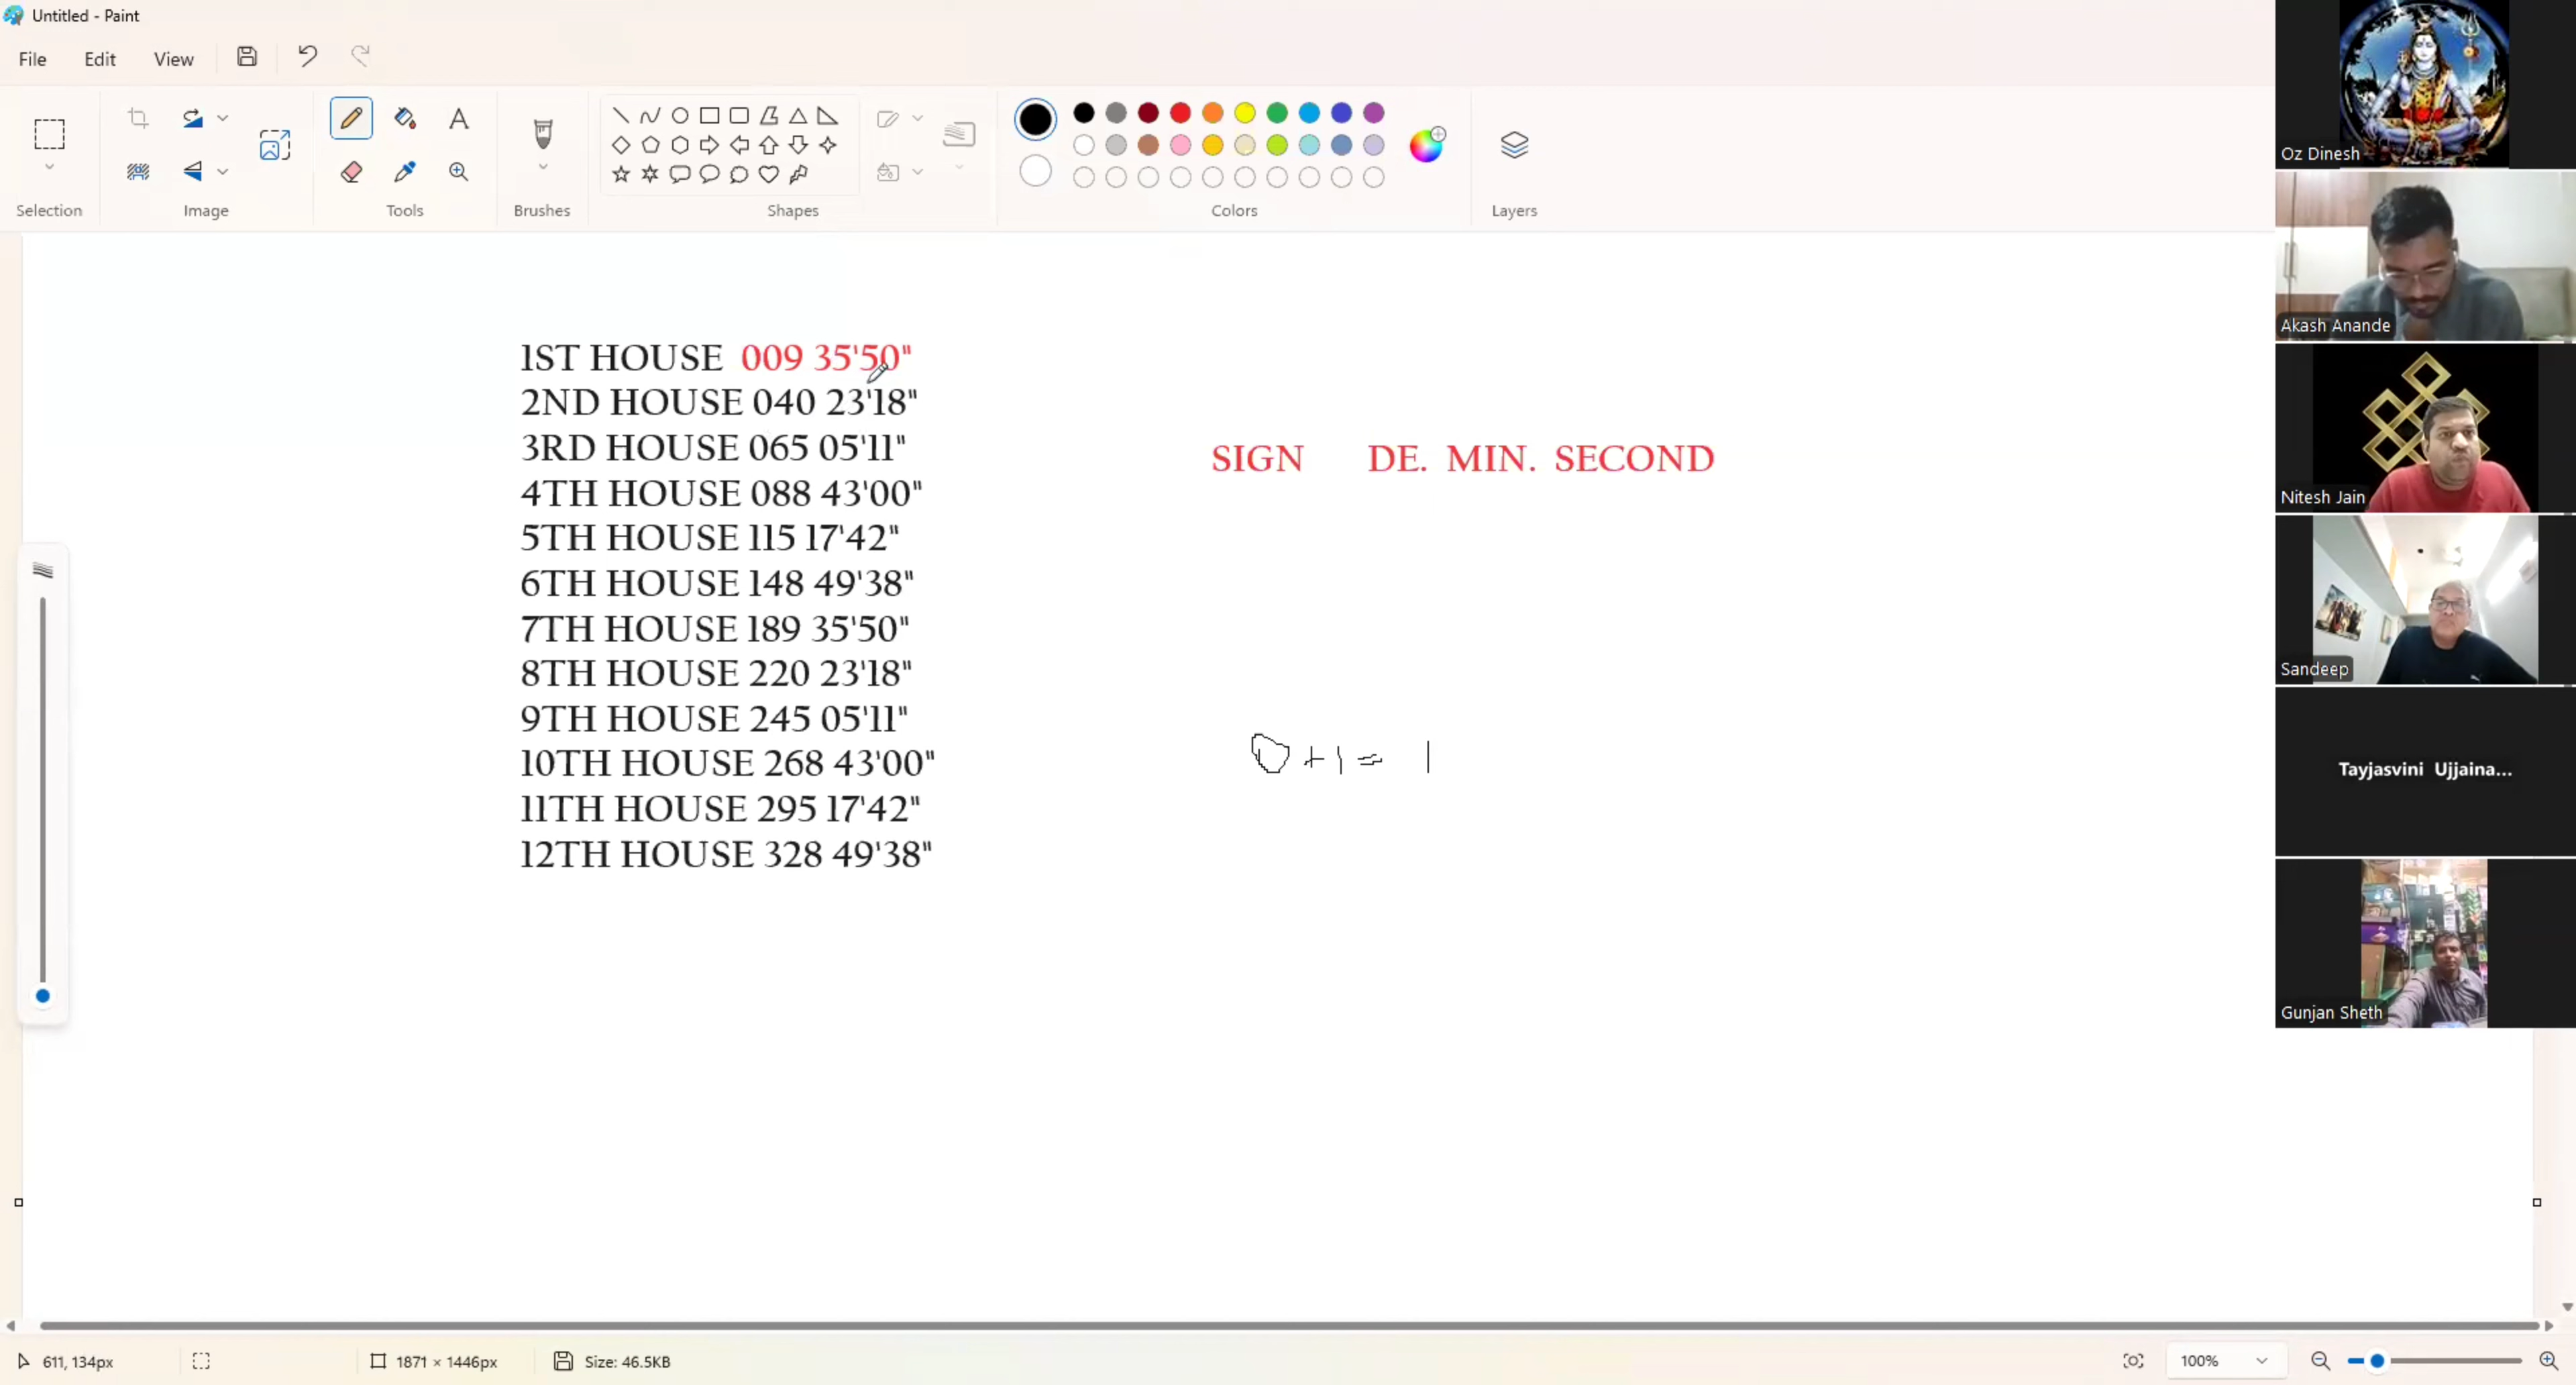 Untitled - Paint
File Edit View
Selection Image Tools Brushes Shapes Colors Layers
1ST HOUSE 009 35'50"
2ND HOUSE 040 23'18"
3RD HOUSE 065 05'11"
4TH HOUSE 088 43'00"
5TH HOUSE 115 17'42"
6TH HOUSE 148 49'38"
7TH HOUSE 189 35'50"
8TH HOUSE 220 23'18"
9TH HOUSE 245 05'11"
10TH HOUSE 268 43'00"
11TH HOUSE 295 17'42"
12TH HOUSE 328 49'38"
SIGN DE. MIN. SECOND
0+1= 1
Oz Dinesh
Akash Anande
Nitesh Jain
Sandeep
Tayjasvini Ujjaina...
Gunjan Sheth
611, 134px 1871 × 1446px Size: 46.5KB 100%